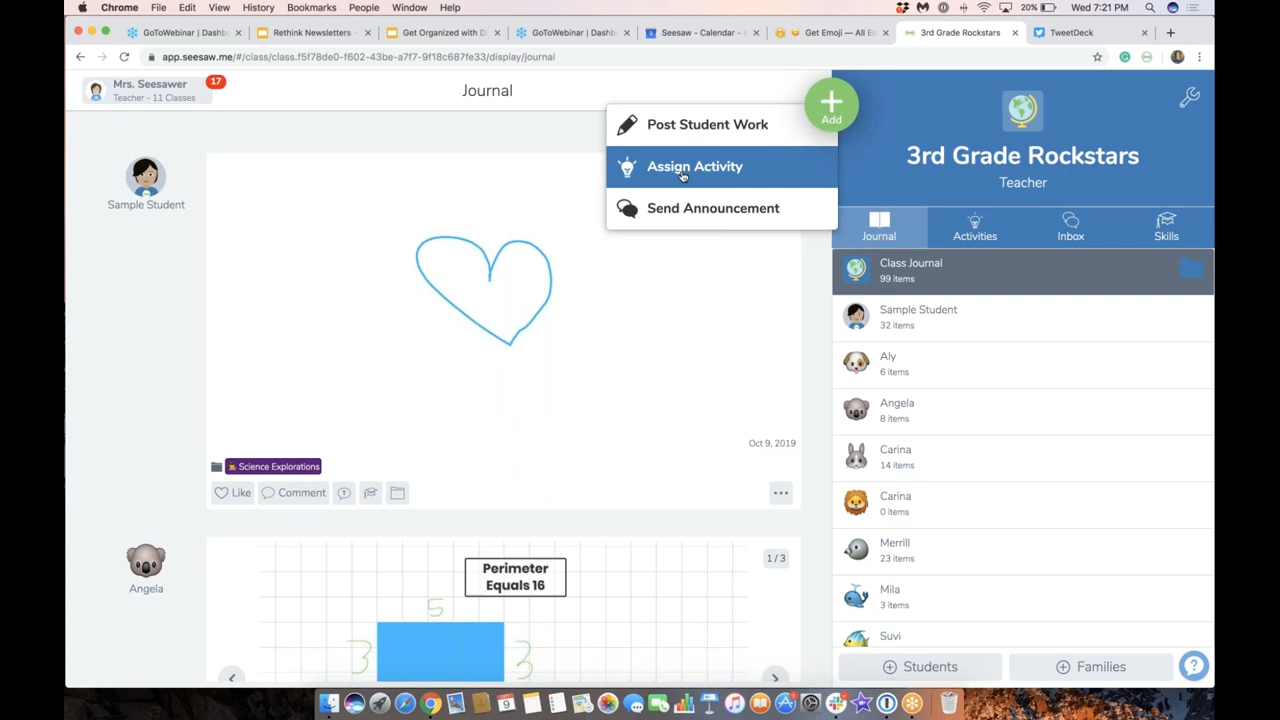 Chrome File Edit View History Bookmarks People Window Help 20% Wed 7:21 PM
GoToWebinar | Dashb Rethink Newsletters - Get Organized with D GoToWebinar | Dashb Seesaw - Calendar - Get Emoji — All E 3rd Grade Rockstars TweetDeck
app.seesaw.me/#/class/class.f5f78de0-f602-43be-a7f7-9f18c687fe33/display/journal
Mrs. Seesawer 17
Teacher - 11 Classes
Journal
Add
Post Student Work
Assign Activity
Send Announcement
Sample Student
Oct 9, 2019
Science Explorations
Like Comment
Angela
Perimeter
Equals 16
1 / 3
5
3 3
3rd Grade Rockstars
Teacher
Journal Activities Inbox Skills
Class Journal
99 items
Sample Student
32 items
Aly
6 items
Angela
8 items
Carina
14 items
Carina
0 items
Merrill
23 items
Mila
3 items
Suvi
Students Families
?